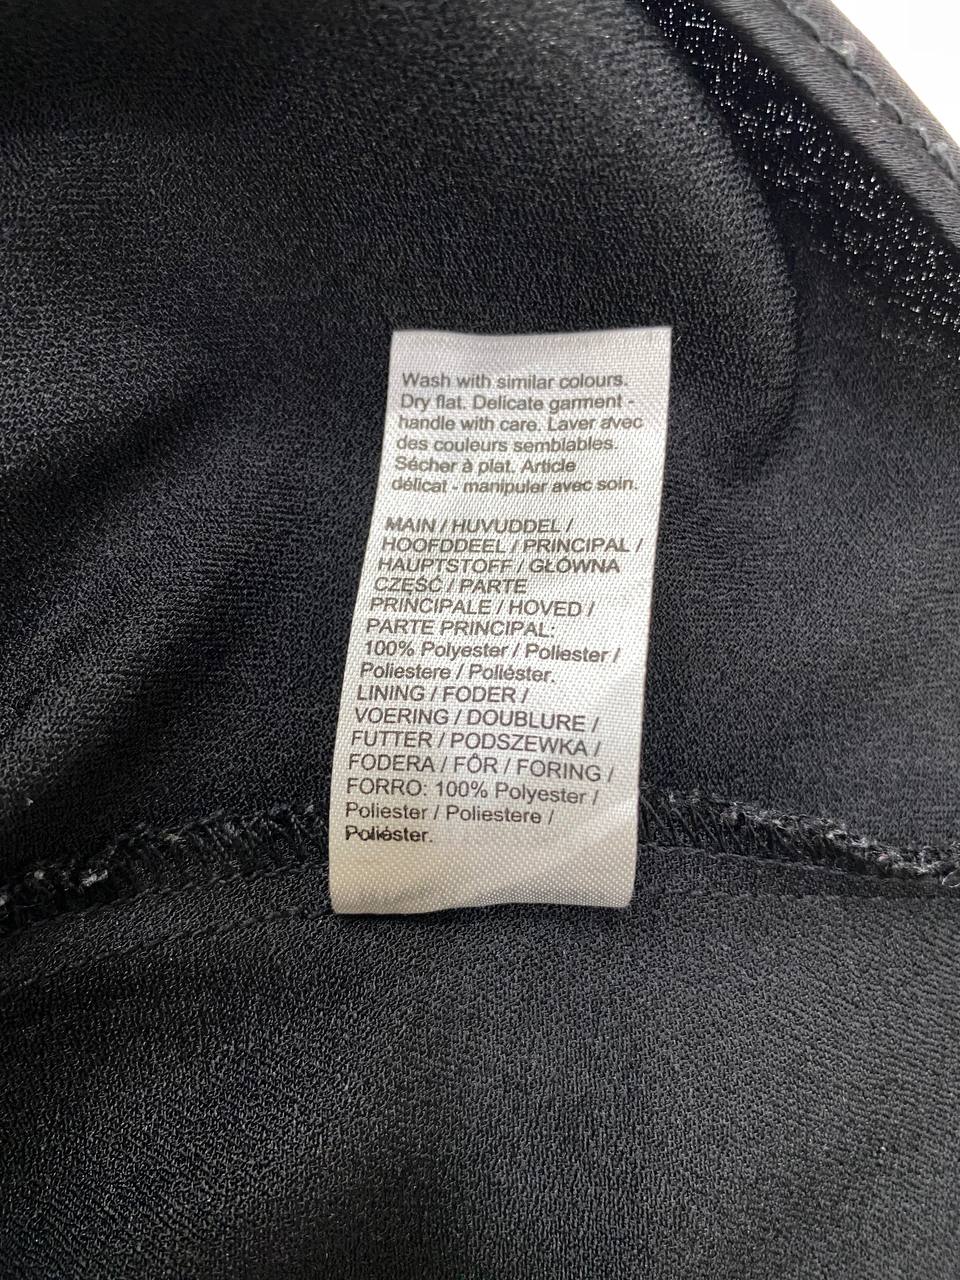 Wash with similar colours.
Dry flat. Delicate garment -
handle with care. Laver avec
des couleurs semblables.
Sécher à plat. Article
délicat - manipuler avec soin.
MAIN / HUVUDDEL /
HOOFDDEEL / PRINCIPAL /
HAUPTSTOFF / GŁÓWNA
CZĘŚĆ / PARTE
PRINCIPALE / HOVED /
PARTE PRINCIPAL:
100% Polyester / Poliester /
Poliestere / Poliéster.
LINING / FODER /
VOERING / DOUBLURE /
FUTTER / PODSZEWKA /
FODERA / FÔR / FORING /
FORRO: 100% Polyester /
Poliester / Poliestere /
Poliéster.